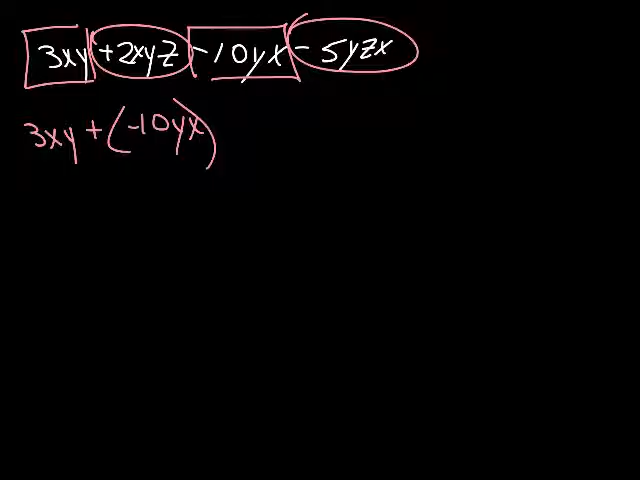 3xy + 2xyz - 10yx - 5yzx
3xy + (-10yx)